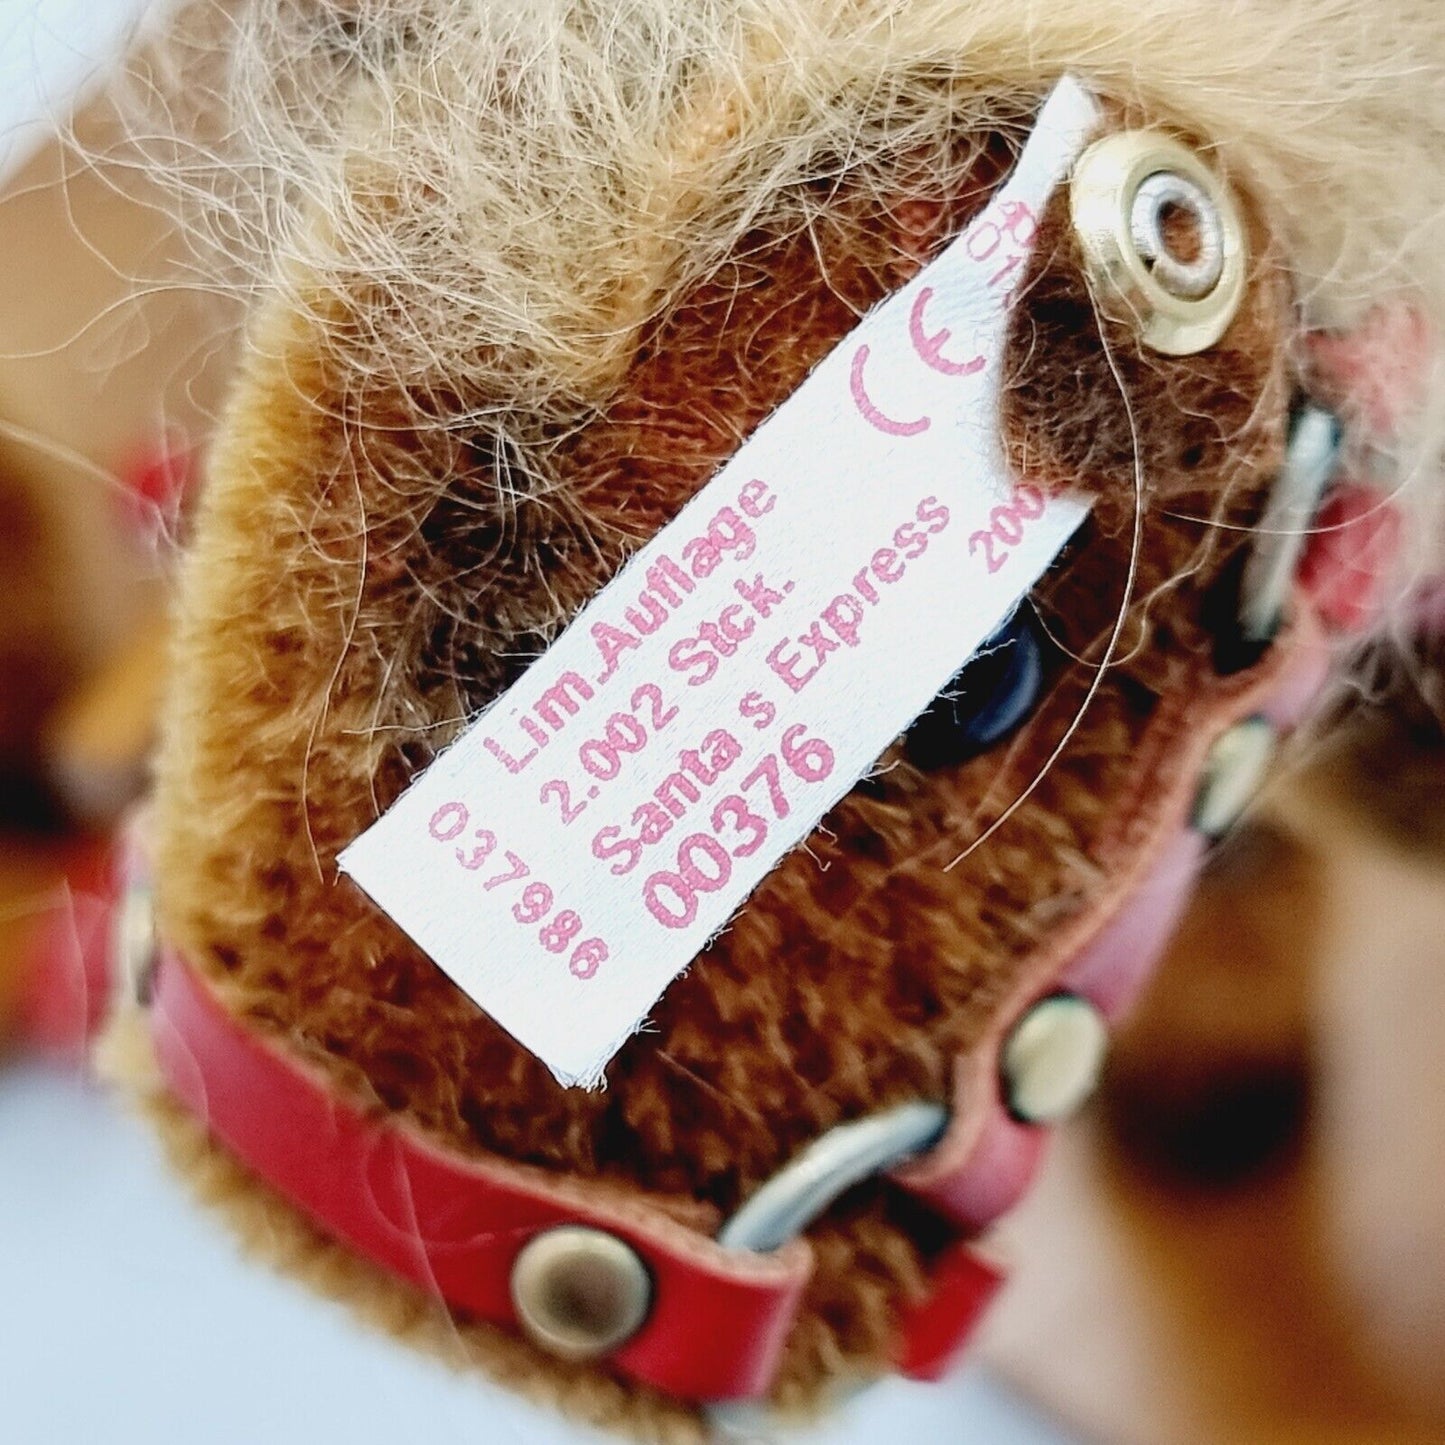 CE
Lim.Auflage
2.002 Stck.
Santa s Express
00376
037986